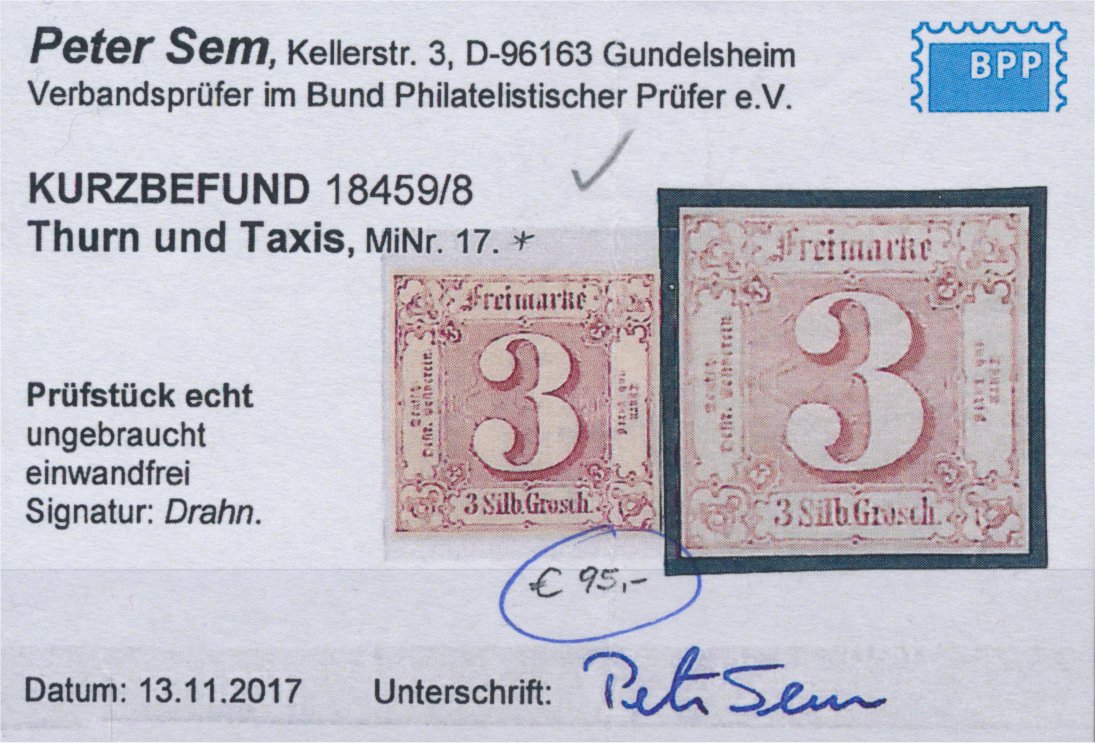 Peter Sem, Kellerstr. 3, D-96163 Gundelsheim
Verbandsprüfer im Bund Philatelistischer Prüfer e.V.
BPP
KURZBEFUND 18459/8
Thurn und Taxis, MiNr. 17. *
Freimarke
3
3 Silb. Grosch.
Freimarke
3
3 Silb. Grosch.
Prüfstück echt
ungebraucht
einwandfrei
Signatur: Drahn.
€ 95,-
Datum: 13.11.2017 Unterschrift: Peter Sem